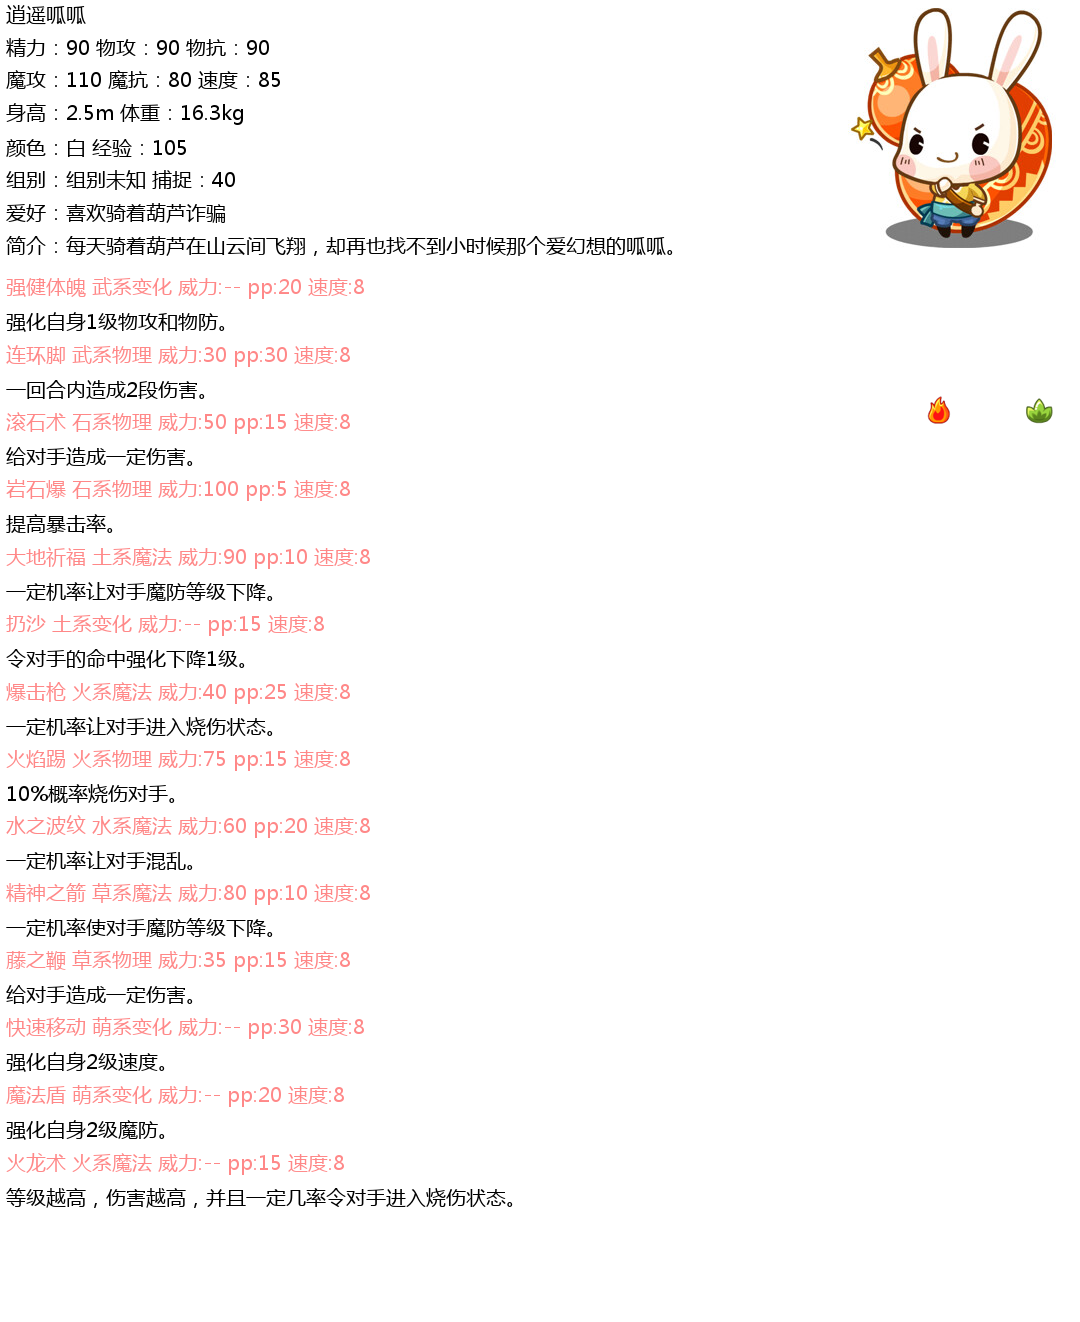 逍遥呱呱
精力：90 物攻：90 物抗：90
魔攻：110 魔抗：80 速度：85
身高：2.5m 体重：16.3kg
颜色：白 经验：105
组别：组别未知 捕捉：40
爱好：喜欢骑着葫芦诈骗
简介：每天骑着葫芦在山云间飞翔，却再也找不到小时候那个爱幻想的呱呱。
强健体魄 武系变化 威力:-- pp:20 速度:8
强化自身1级物攻和物防。
连环脚 武系物理 威力:30 pp:30 速度:8
一回合内造成2段伤害。
滚石术 石系物理 威力:50 pp:15 速度:8
给对手造成一定伤害。
岩石爆 石系物理 威力:100 pp:5 速度:8
提高暴击率。
大地祈福 土系魔法 威力:90 pp:10 速度:8
一定机率让对手魔防等级下降。
扔沙 土系变化 威力:-- pp:15 速度:8
令对手的命中强化下降1级。
爆击枪 火系魔法 威力:40 pp:25 速度:8
一定机率让对手进入烧伤状态。
火焰踢 火系物理 威力:75 pp:15 速度:8
10%概率烧伤对手。
水之波纹 水系魔法 威力:60 pp:20 速度:8
一定机率让对手混乱。
精神之箭 草系魔法 威力:80 pp:10 速度:8
一定机率使对手魔防等级下降。
藤之鞭 草系物理 威力:35 pp:15 速度:8
给对手造成一定伤害。
快速移动 萌系变化 威力:-- pp:30 速度:8
强化自身2级速度。
魔法盾 萌系变化 威力:-- pp:20 速度:8
强化自身2级魔防。
火龙术 火系魔法 威力:-- pp:15 速度:8
等级越高，伤害越高，并且一定几率令对手进入烧伤状态。